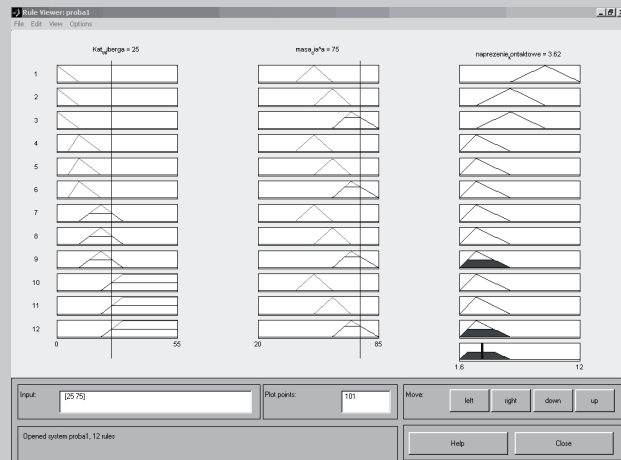 Rule Viewer: proba1
File Edit View Options
masa_ciała = 75
naprezenie_kontaktowe = 3.62
1
2
3
4
5
6
7
8
9
10
11
12
0 55
20 85
1.6 12
Input: [25 75]
Plot points: 101
Move: left right down up
Opened system proba1, 12 rules
Help Close